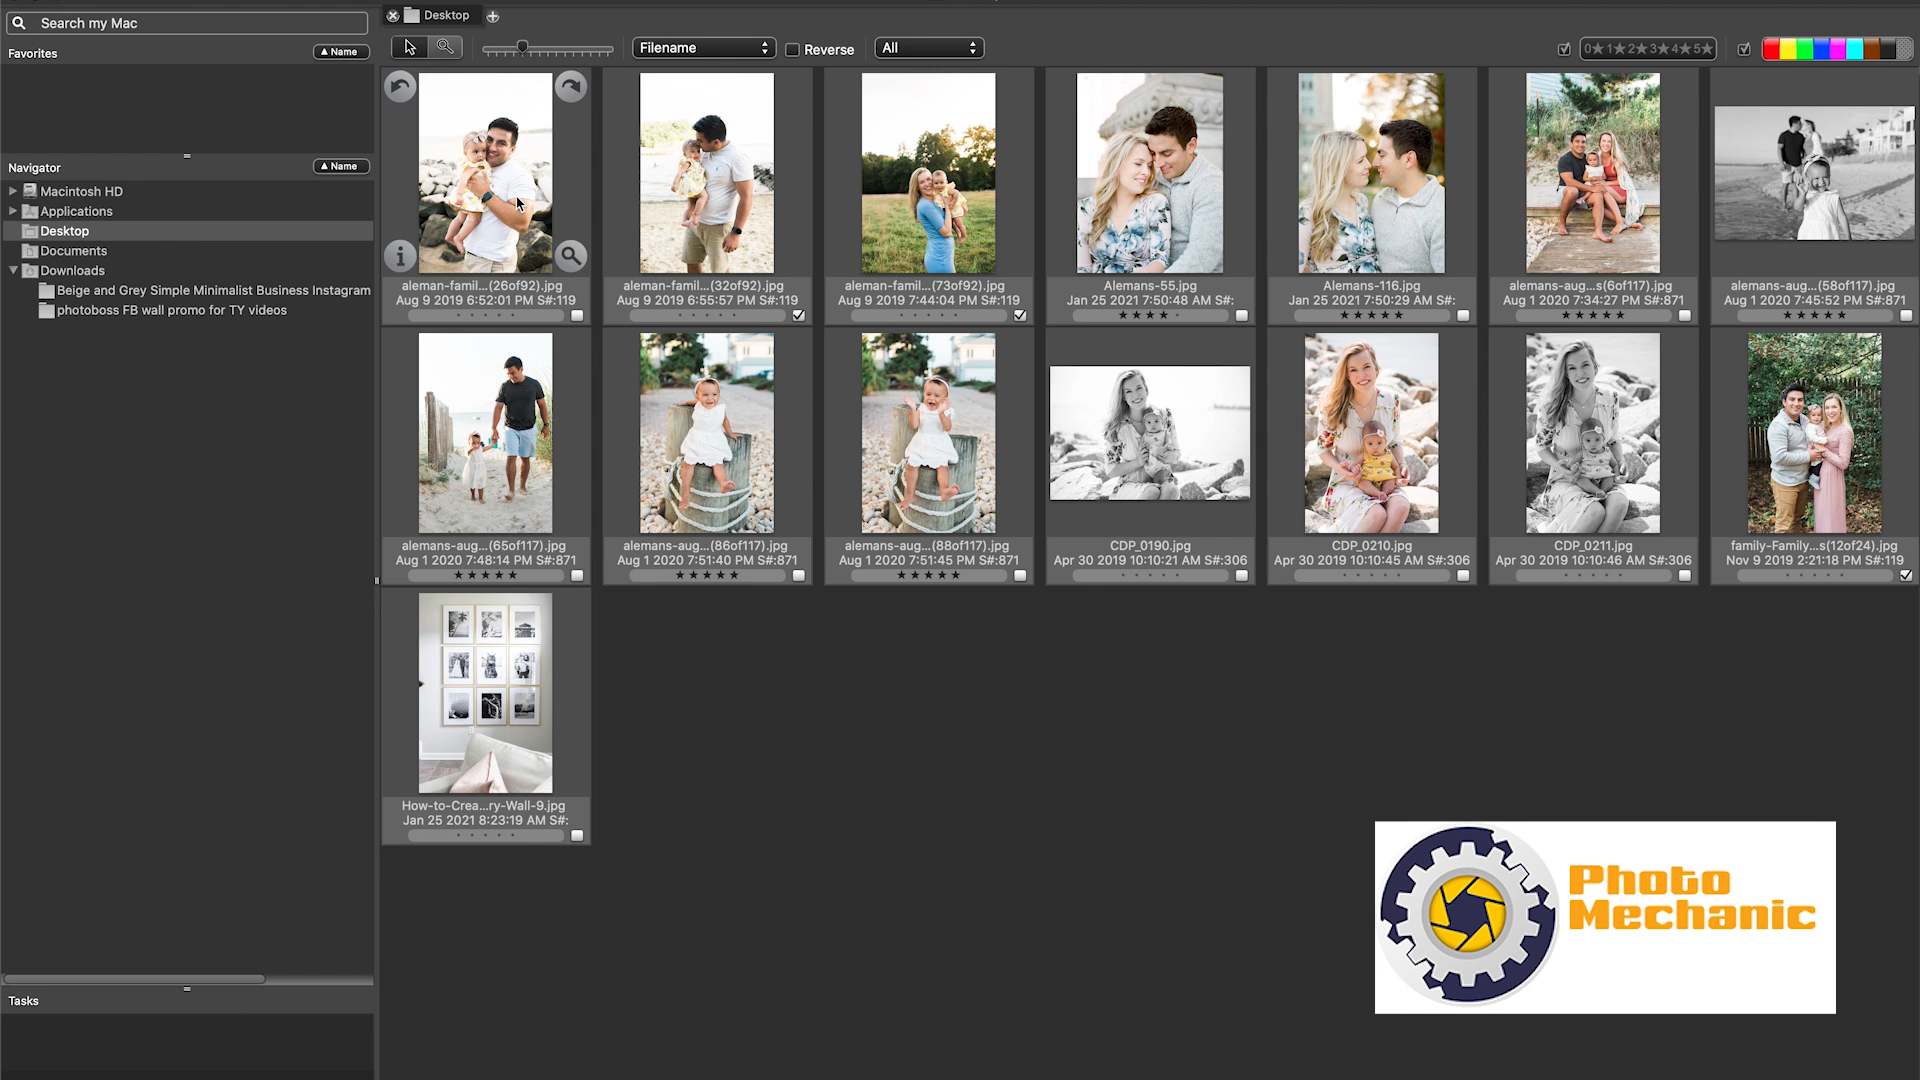 Search my Mac
Desktop
Favorites
Name
Filename
Reverse
All
0★1★2★3★4★5★
Navigator
Name
Macintosh HD
Applications
Desktop
Documents
Downloads
Beige and Grey Simple Minimalist Business Instagram
photoboss FB wall promo for TY videos
aleman-famil...(26of92).jpg
Aug 9 2019 6:52:01 PM S#:119
aleman-famil...(32of92).jpg
Aug 9 2019 6:55:57 PM S#:119
aleman-famil...(73of92).jpg
Aug 9 2019 7:44:04 PM S#:119
Alemans-55.jpg
Jan 25 2021 7:50:48 AM S#:
Alemans-116.jpg
Jan 25 2021 7:50:29 AM S#:
alemans-aug...s(6of117).jpg
Aug 1 2020 7:34:27 PM S#:871
alemans-aug...(58of117).jpg
Aug 1 2020 7:45:52 PM S#:871
alemans-aug...(65of117).jpg
Aug 1 2020 7:48:14 PM S#:871
alemans-aug...(86of117).jpg
Aug 1 2020 7:51:40 PM S#:871
alemans-aug...(88of117).jpg
Aug 1 2020 7:51:45 PM S#:871
CDP_0190.jpg
Apr 30 2019 10:10:21 AM S#:306
CDP_0210.jpg
Apr 30 2019 10:10:45 AM S#:306
CDP_0211.jpg
Apr 30 2019 10:10:46 AM S#:306
family-Family...s(12of24).jpg
Nov 9 2019 2:21:18 PM S#:119
How-to-Crea...ry-Wall-9.jpg
Jan 25 2021 8:23:19 AM S#:
Photo
Mechanic
Tasks